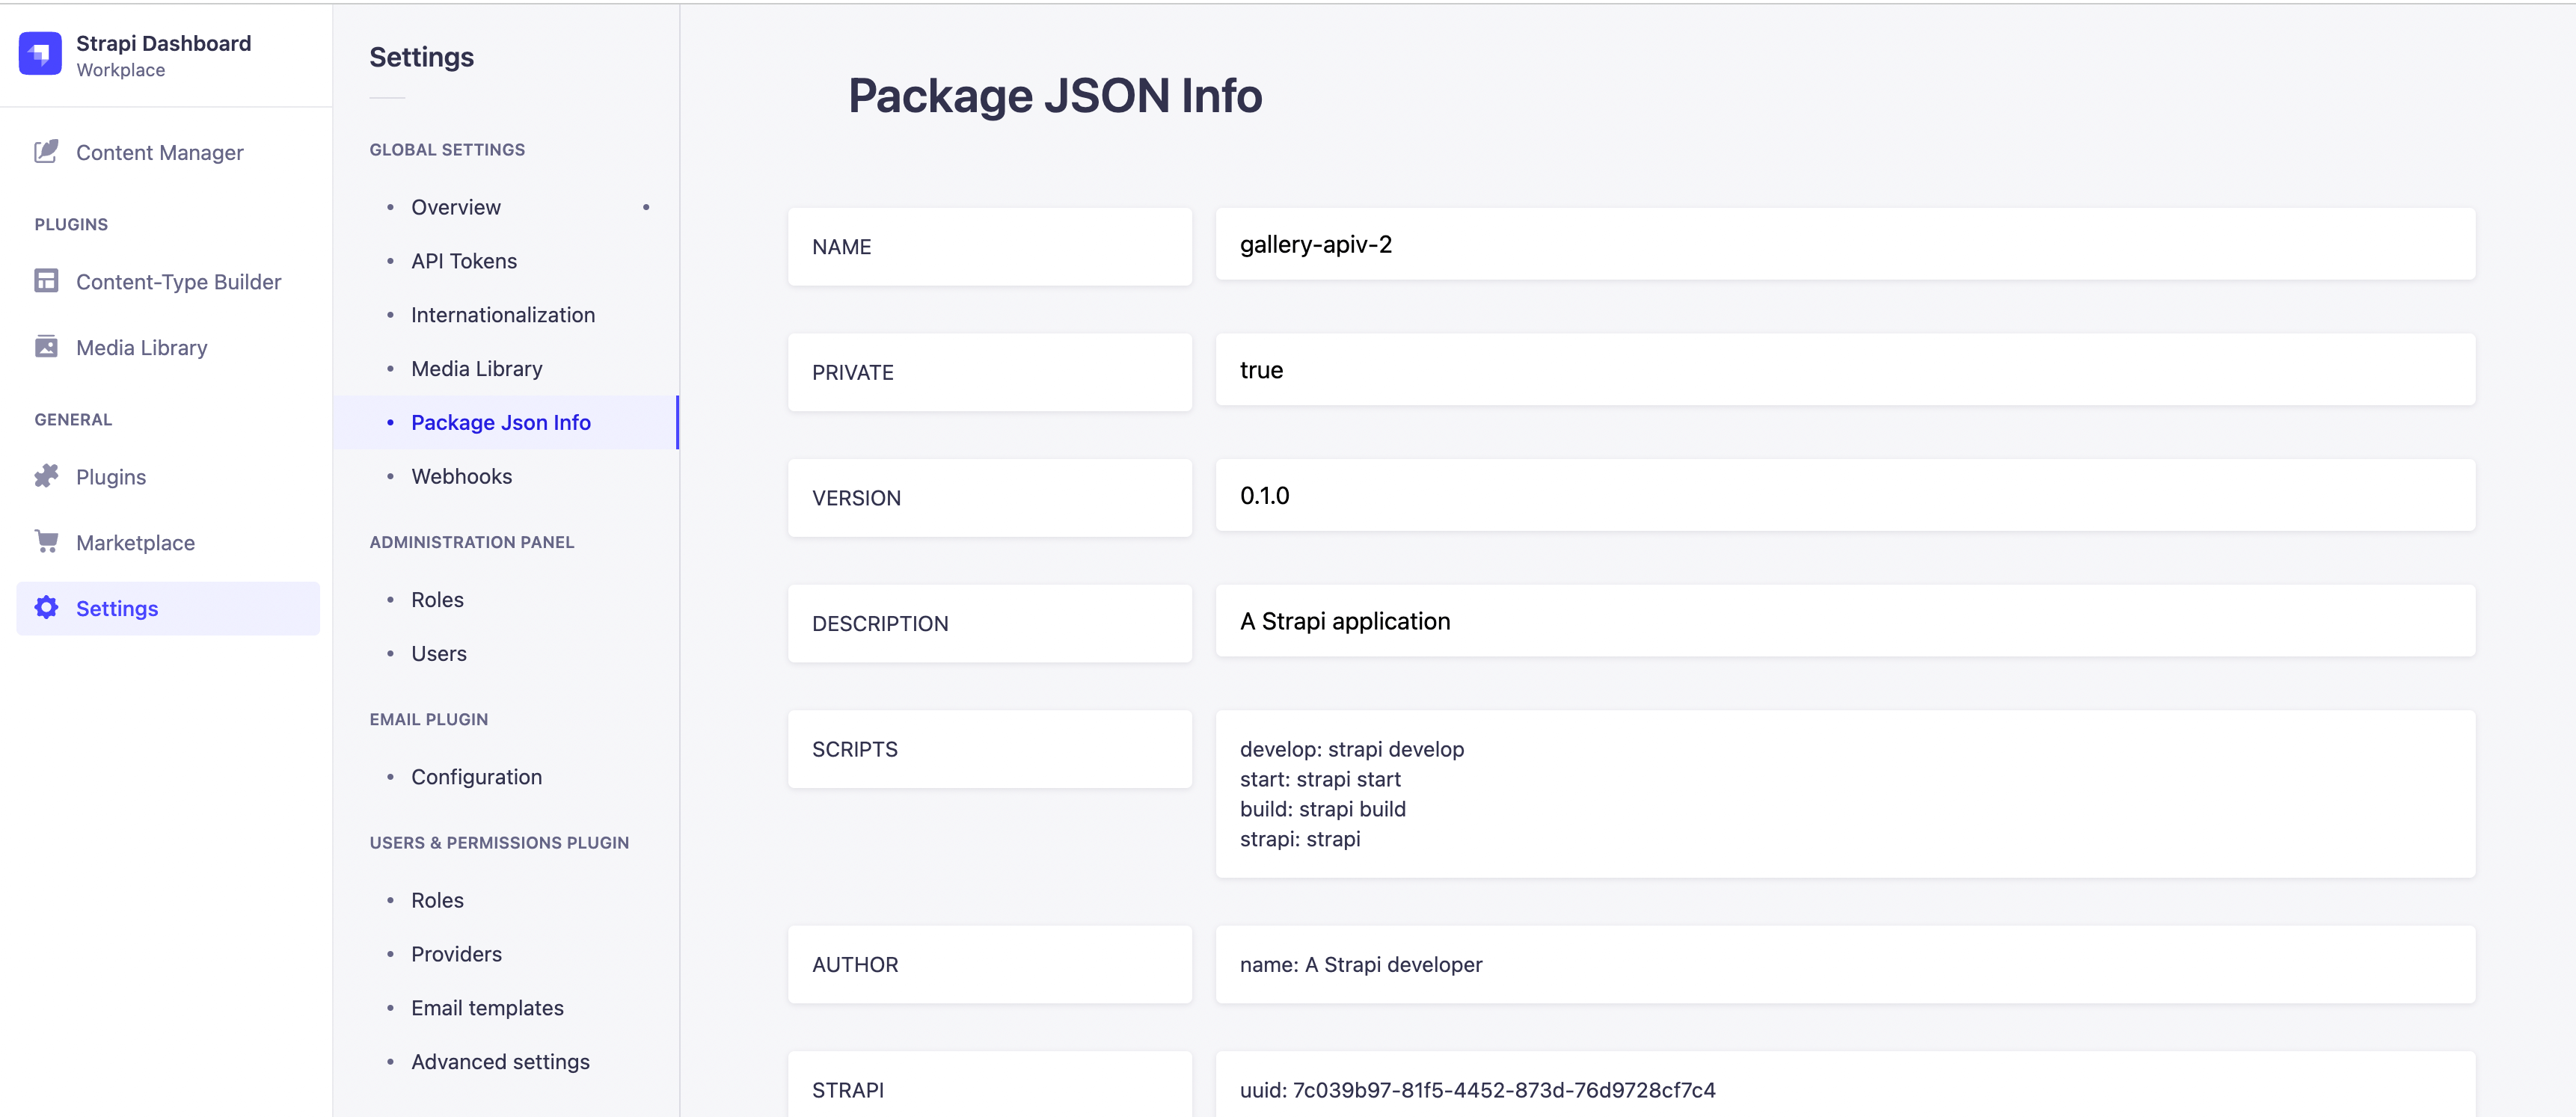 Strapi Dashboard
Workplace
Content Manager
PLUGINS
Content-Type Builder
Media Library
GENERAL
Plugins
Marketplace
Settings
Settings
GLOBAL SETTINGS
Overview
API Tokens
Internationalization
Media Library
Package Json Info
Webhooks
ADMINISTRATION PANEL
Roles
Users
EMAIL PLUGIN
Configuration
USERS & PERMISSIONS PLUGIN
Roles
Providers
Email templates
Advanced settings
Package JSON Info
NAME
gallery-apiv-2
PRIVATE
true
VERSION
0.1.0
DESCRIPTION
A Strapi application
SCRIPTS
develop: strapi develop
start: strapi start
build: strapi build
strapi: strapi
AUTHOR
name: A Strapi developer
STRAPI
uuid: 7c039b97-81f5-4452-873d-76d9728cf7c4